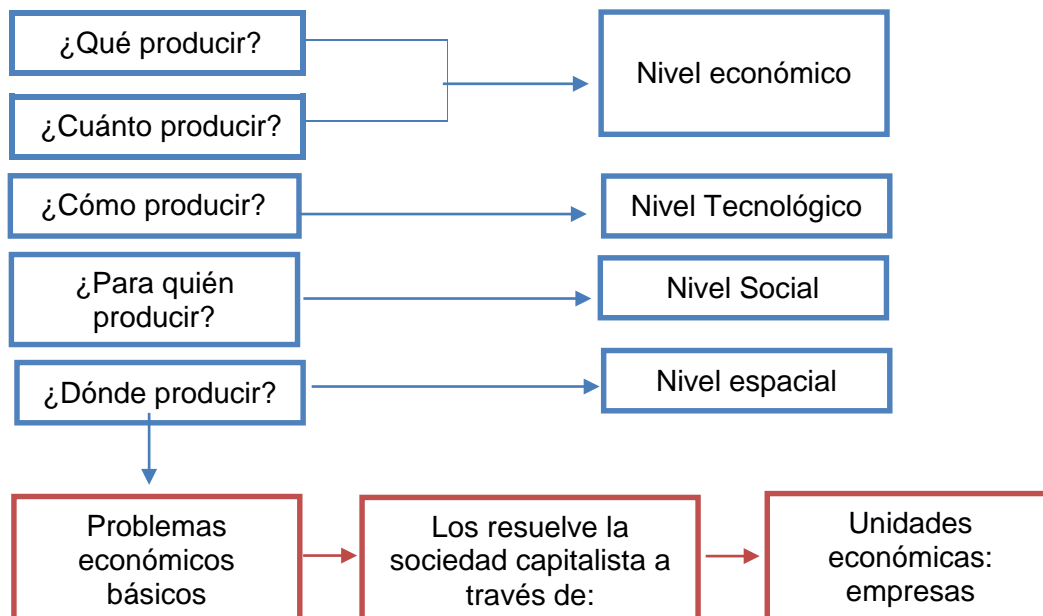 ¿Qué producir?
Nivel económico
¿Cuánto producir?
¿Cómo producir?
Nivel Tecnológico
¿Para quién
producir?
Nivel Social
¿Dónde producir?
Nivel espacial
Problemas
económicos
básicos
Los resuelve la
sociedad capitalista a
través de:
Unidades
económicas:
empresas